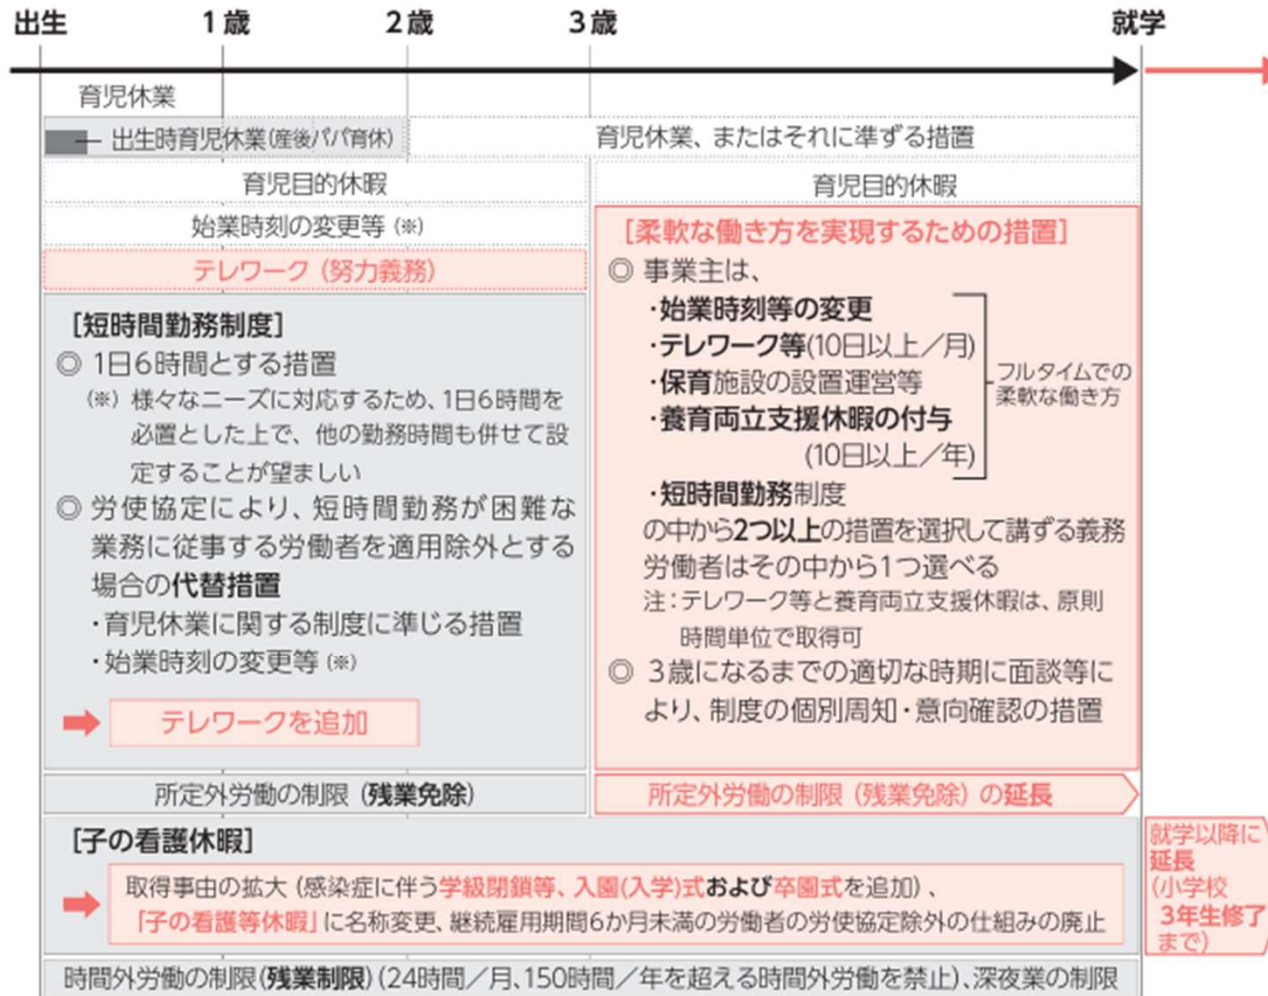 出生
1歳
2歳
3歳
就学
育児休業
出生時育児休業(産後パパ育休)
育児休業、またはそれに準ずる措置
育児目的休暇
育児目的休暇
始業時刻の変更等(※)
テレワーク(努力義務)
[短時間勤務制度]
◎ 1日6時間とする措置
(※) 様々なニーズに対応するため、1日6時間を
必置とした上で、他の勤務時間も併せて設
定することが望ましい
◎ 労使協定により、短時間勤務が困難な
業務に従事する労働者を適用除外とする
場合の代替措置
・育児休業に関する制度に準じる措置
・始業時刻の変更等(※)
テレワークを追加
[柔軟な働き方を実現するための措置]
◎ 事業主は、
・始業時刻等の変更
・テレワーク等(10日以上/月)
・保育施設の設置運営等
・養育両立支援休暇の付与
(10日以上/年)
フルタイムでの
柔軟な働き方
・短時間勤務制度
の中から2つ以上の措置を選択して講ずる義務
労働者はその中から1つ選べる
注:テレワーク等と養育両立支援休暇は、原則
時間単位で取得可
◎ 3歳になるまでの適切な時期に面談等に
より、制度の個別周知・意向確認の措置
所定外労働の制限(残業免除)
所定外労働の制限(残業免除)の延長
[子の看護休暇]
取得事由の拡大(感染症に伴う学級閉鎖等、入園(入学)式および卒園式を追加)、
「子の看護等休暇」に名称変更、継続雇用期間6か月未満の労働者の労使協定除外の仕組みの廃止
就学以降に
延長
(小学校
3年生修了
まで)
時間外労働の制限(残業制限)(24時間/月、150時間/年を超える時間外労働を禁止)、深夜業の制限